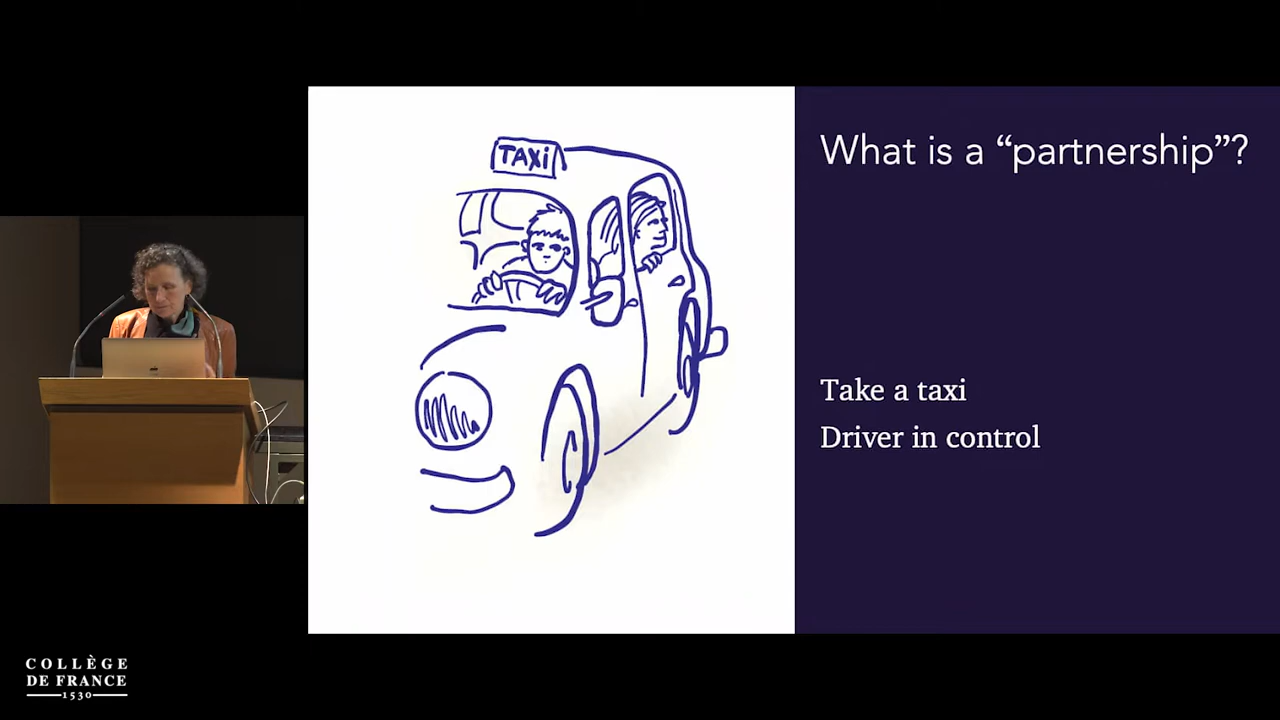 TAXI
What is a “partnership”?
Take a taxi
Driver in control
COLLÈGE
DE FRANCE
1530